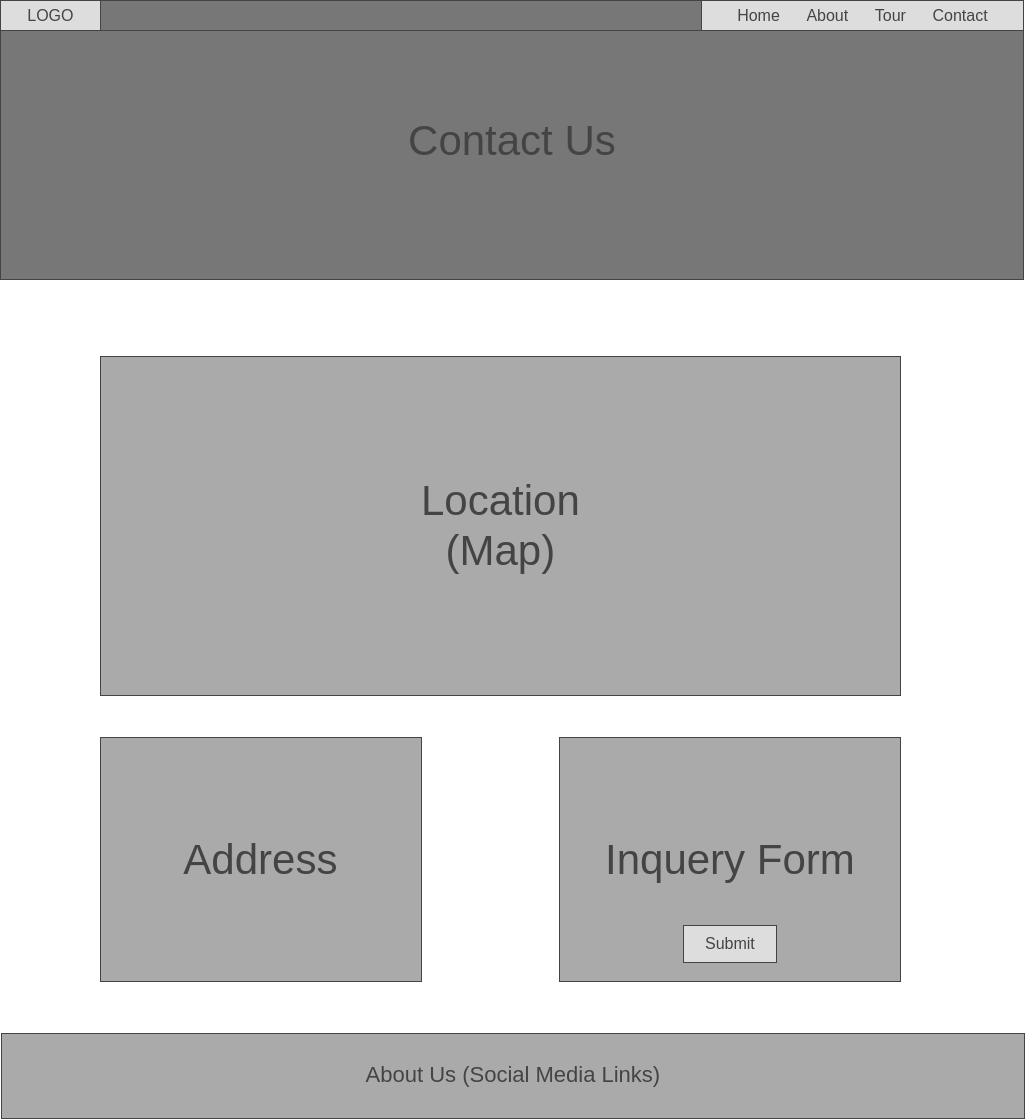 LOGO
Home About Tour Contact
Contact Us
Location
(Map)
Address
Inquery Form
Submit
About Us (Social Media Links)